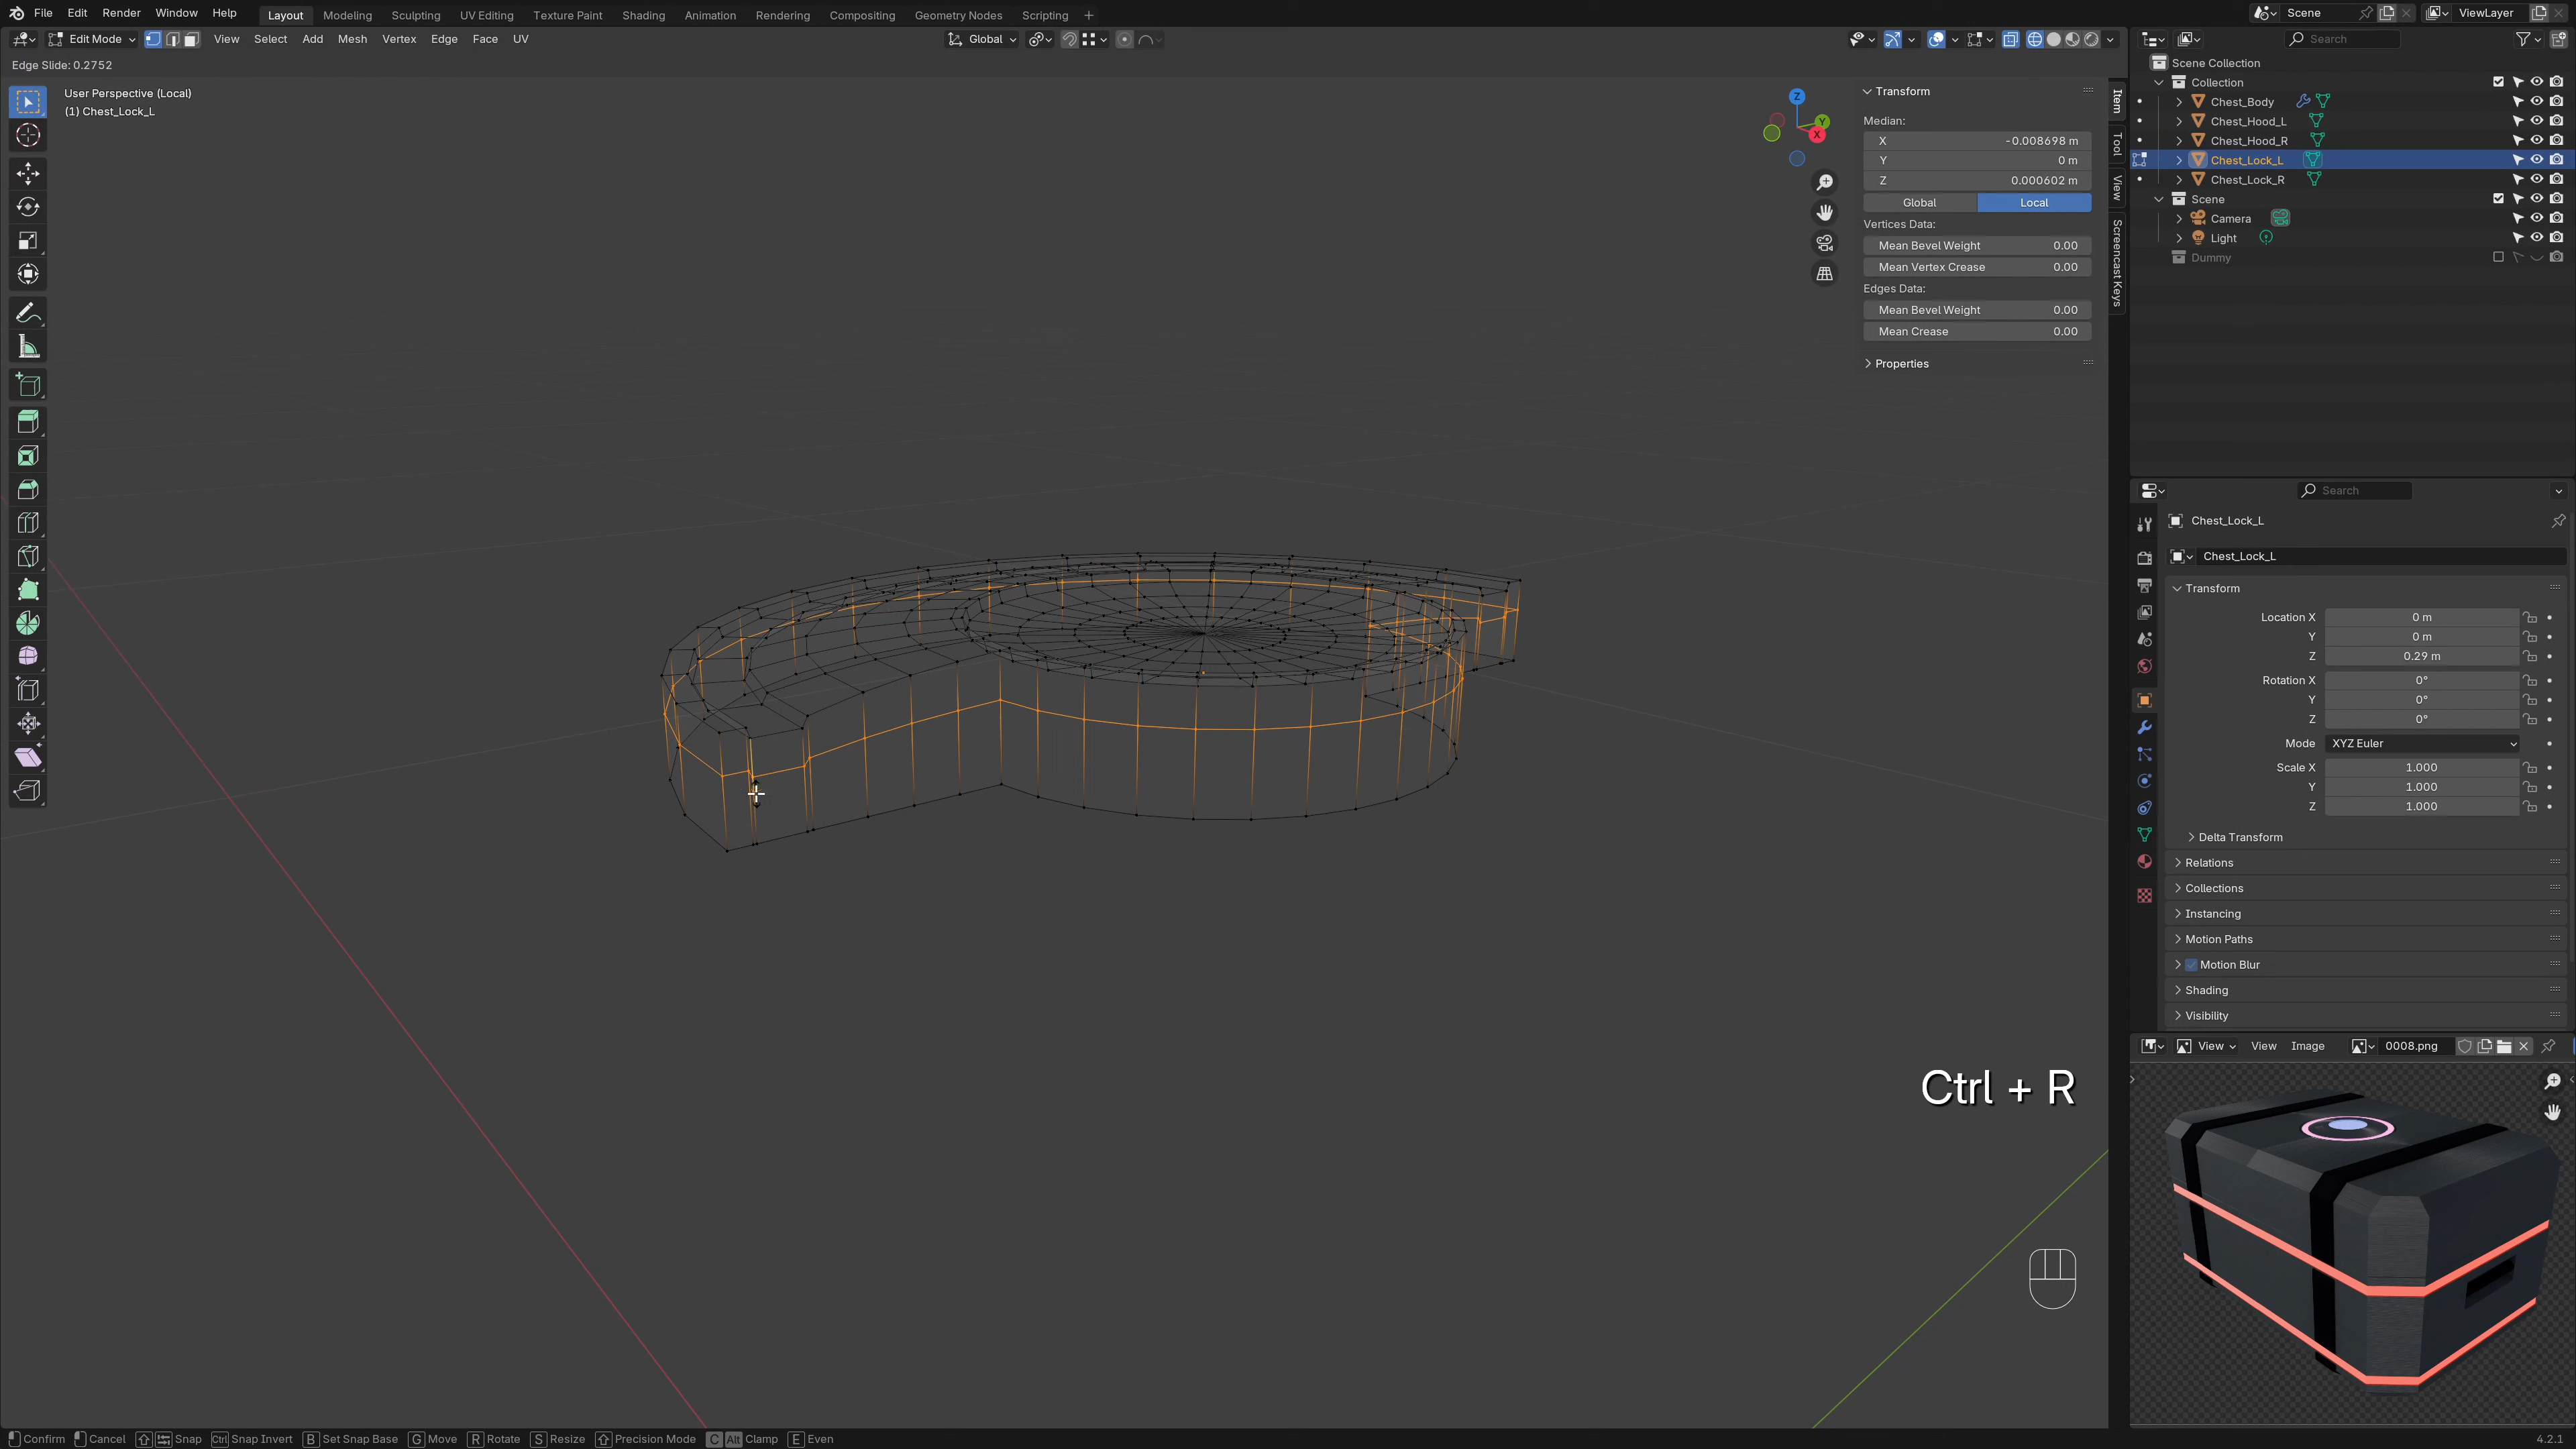 File Edit Render Window Help Layout Modeling Sculpting UV Editing Texture Paint Shading Animation Rendering Compositing Geometry Nodes Scripting + Scene ViewLayer
Edit Mode View Select Add Mesh Vertex Edge Face UV Global Search
Edge Slide: 0.2752
User Perspective (Local)
(1) Chest_Lock_L
Z
Y
X
Transform
Median:
X -0.008698 m
Y 0 m
Z 0.000602 m
Global Local
Vertices Data:
Mean Bevel Weight 0.00
Mean Vertex Crease 0.00
Edges Data:
Mean Bevel Weight 0.00
Mean Crease 0.00
Properties
Item
Tool
View
Screencast Keys
Scene Collection
Collection
Chest_Body
Chest_Hood_L
Chest_Hood_R
Chest_Lock_L
Chest_Lock_R
Scene
Camera
Light
Dummy
Search
Chest_Lock_L
Chest_Lock_L
Transform
Location X 0 m
Y 0 m
Z 0.29 m
Rotation X 0°
Y 0°
Z 0°
Mode XYZ Euler
Scale X 1.000
Y 1.000
Z 1.000
Delta Transform
Relations
Collections
Instancing
Motion Paths
Motion Blur
Shading
Visibility
View View Image 0008.png
Ctrl + R
Confirm Cancel Snap Ctrl Snap Invert B Set Snap Base G Move R Rotate S Resize Precision Mode C Alt Clamp E Even
4.2.1